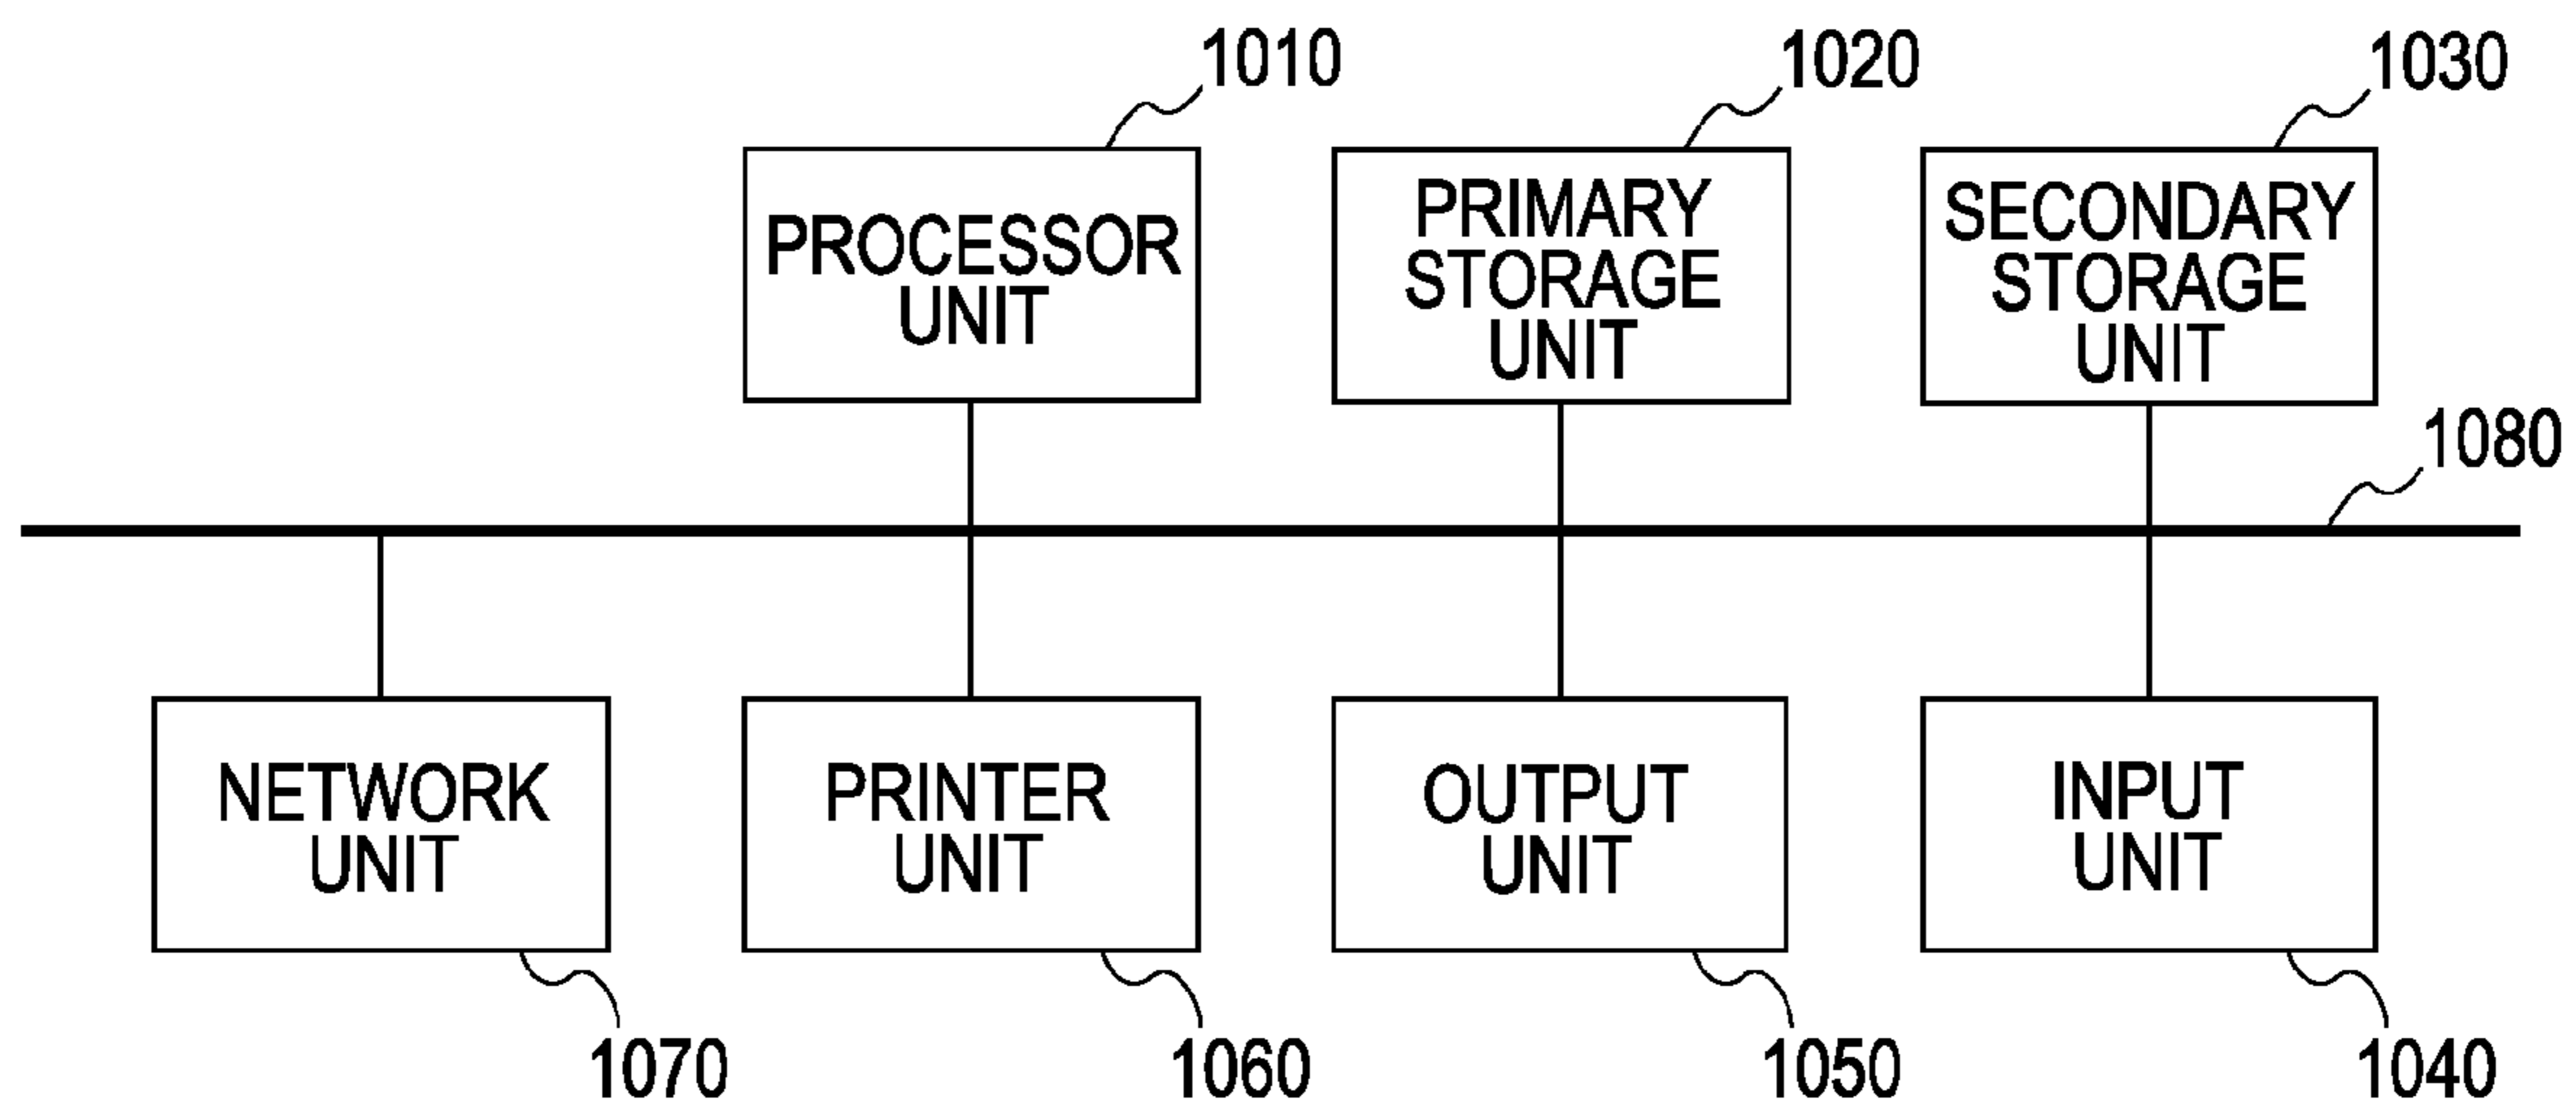 1010
1020
1030
PROCESSOR
UNIT
PRIMARY
STORAGE
UNIT
SECONDARY
STORAGE
UNIT
1080
NETWORK
UNIT
PRINTER
UNIT
OUTPUT
UNIT
INPUT
UNIT
1070
1060
1050
1040